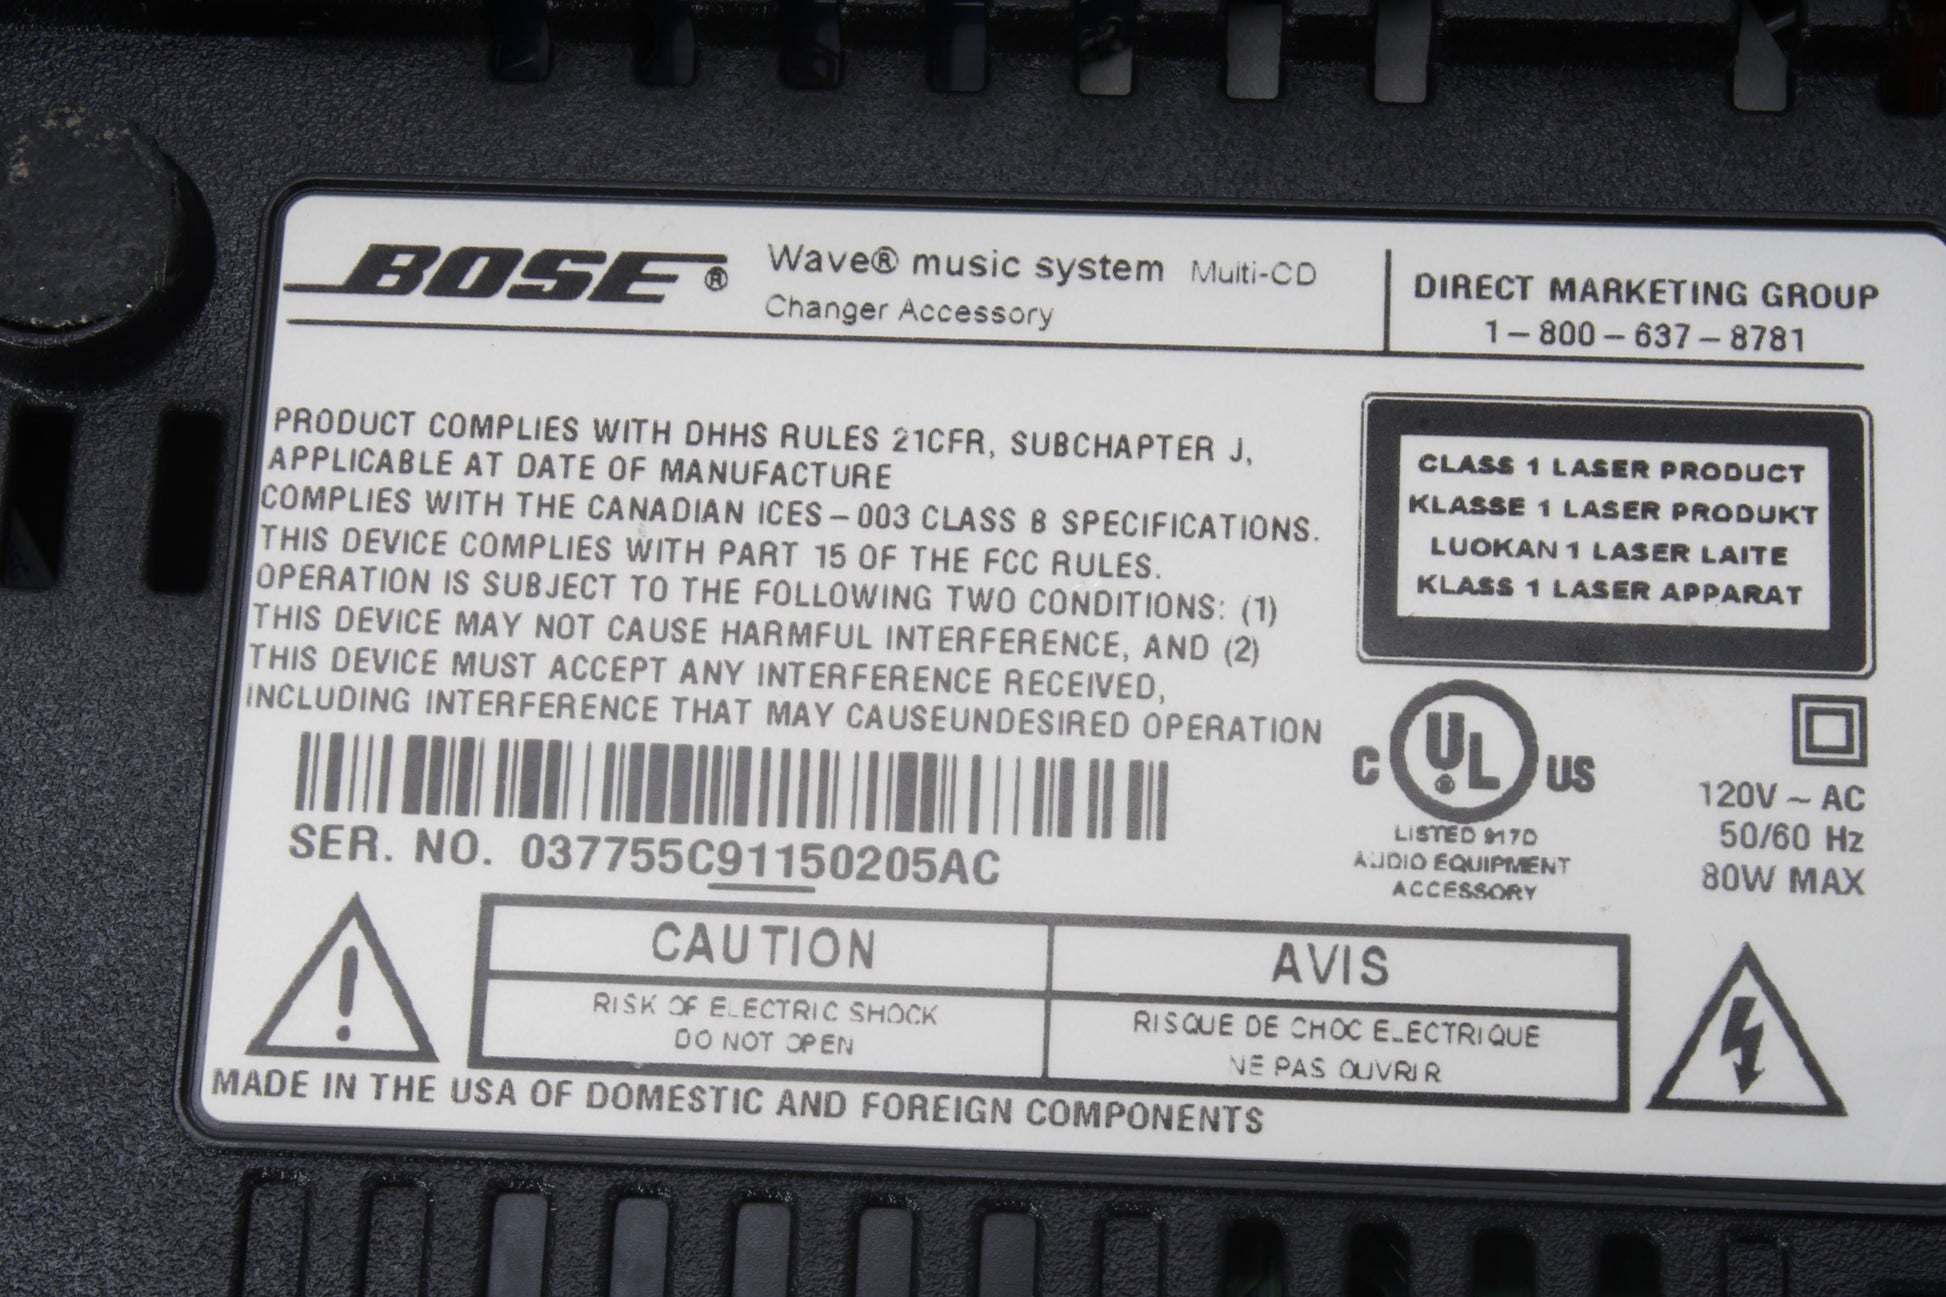 BOSE® Wave® music system Multi-CD
Changer Accessory
DIRECT MARKETING GROUP
1-800-637-8781
PRODUCT COMPLIES WITH DHHS RULES 21CFR, SUBCHAPTER J,
APPLICABLE AT DATE OF MANUFACTURE
COMPLIES WITH THE CANADIAN ICES-003 CLASS B SPECIFICATIONS.
THIS DEVICE COMPLIES WITH PART 15 OF THE FCC RULES.
OPERATION IS SUBJECT TO THE FOLLOWING TWO CONDITIONS: (1)
THIS DEVICE MAY NOT CAUSE HARMFUL INTERFERENCE, AND (2)
THIS DEVICE MUST ACCEPT ANY INTERFERENCE RECEIVED,
INCLUDING INTERFERENCE THAT MAY CAUSEUNDESIRED OPERATION
CLASS 1 LASER PRODUCT
KLASSE 1 LASER PRODUKT
LUOKAN 1 LASER LAITE
KLASS 1 LASER APPARAT
C UL US
LISTED 917D
AUDIO EQUIPMENT
ACCESSORY
120V ~ AC
50/60 Hz
80W MAX
SER. NO. 037755C91150205AC
CAUTION
RISK OF ELECTRIC SHOCK
DO NOT OPEN
AVIS
RISQUE DE CHOC ELECTRIQUE
NE PAS OUVRIR
MADE IN THE USA OF DOMESTIC AND FOREIGN COMPONENTS